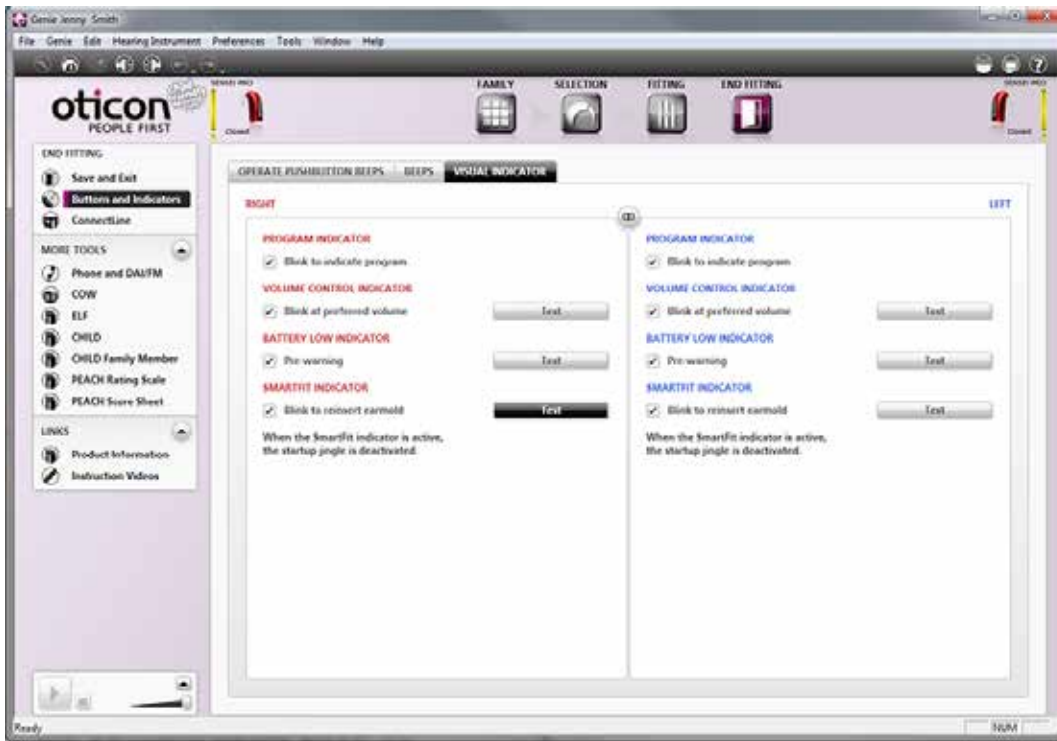 Genie Jenny Smith
File Genie Edit Hearing Instrument Preferences Tools Window Help
SENSEI PRO
FAMILY SELECTION FITTING END FITTING
SENSEI PRO
oticon
PEOPLE FIRST
Closed
Closed
END FITTING
Save and Exit
Buttons and Indicators
ConnectLine
MORE TOOLS
Phone and DAI/FM
COW
ELF
CHILD
CHILD Family Member
PEACH Rating Scale
PEACH Score Sheet
LINKS
Product Information
Instruction Videos
OPERATE PUSHBUTTON BEEPS BEEPS VISUAL INDICATOR
RIGHT
LEFT
PROGRAM INDICATOR
Blink to indicate program
VOLUME CONTROL INDICATOR
Blink at preferred volume Test
BATTERY LOW INDICATOR
Pre-warning Test
SMARTFIT INDICATOR
Blink to reinsert earmold Test
When the SmartFit indicator is active,
the startup jingle is deactivated.
PROGRAM INDICATOR
Blink to indicate program
VOLUME CONTROL INDICATOR
Blink at preferred volume Test
BATTERY LOW INDICATOR
Pre-warning Test
SMARTFIT INDICATOR
Blink to reinsert earmold Test
When the SmartFit indicator is active,
the startup jingle is deactivated.
Ready
NUM